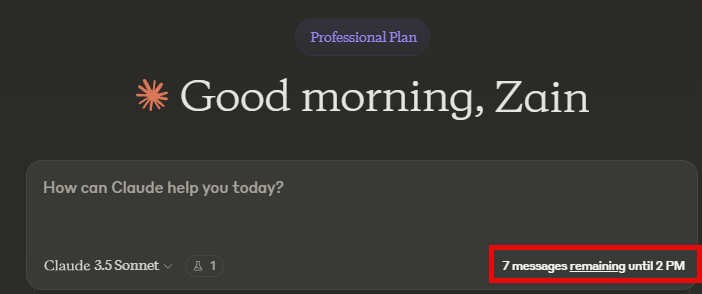 Professional Plan
Good morning, Zain
How can Claude help you today?
Claude 3.5 Sonnet 1 7 messages remaining until 2 PM